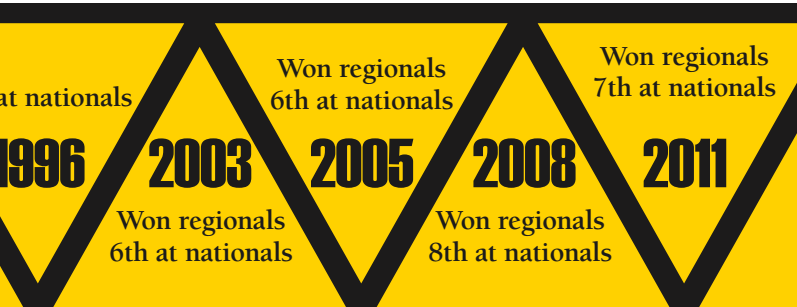 at nationals
1996
2003
Won regionals
6th at nationals
Won regionals
6th at nationals
2005
2008
Won regionals
8th at nationals
Won regionals
7th at nationals
2011